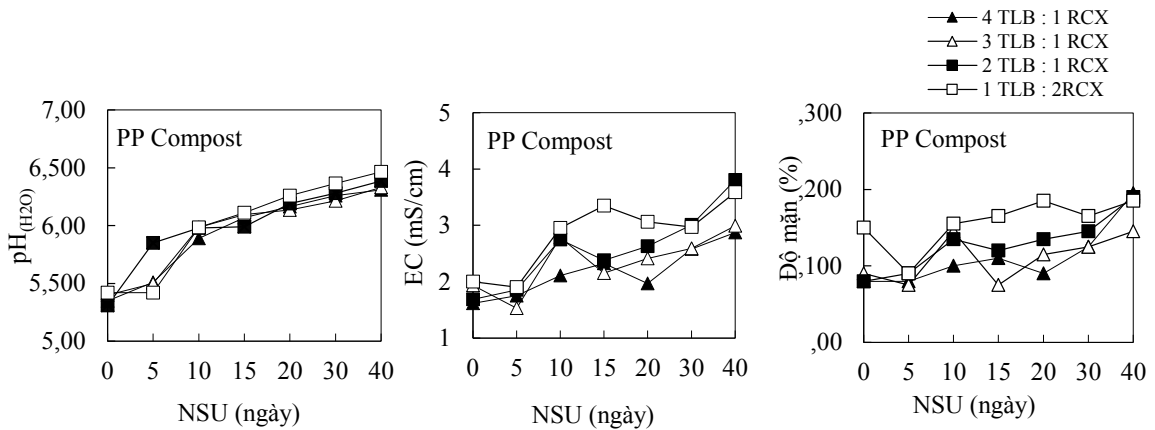 4 TLB : 1 RCX
3 TLB : 1 RCX
2 TLB : 1 RCX
1 TLB : 2RCX
7,00
6,500
6,00
5,500
5,00
pH(H2O)
PP Compost
0 5 10 15 20 30 40
NSU (ngày)
5
4
3
2
1
EC (mS/cm)
PP Compost
0 5 10 15 20 30 40
NSU (ngày)
,300
,200
,100
,00
Độ mặn (%)
PP Compost
0 5 10 15 20 30 40
NSU (ngày)